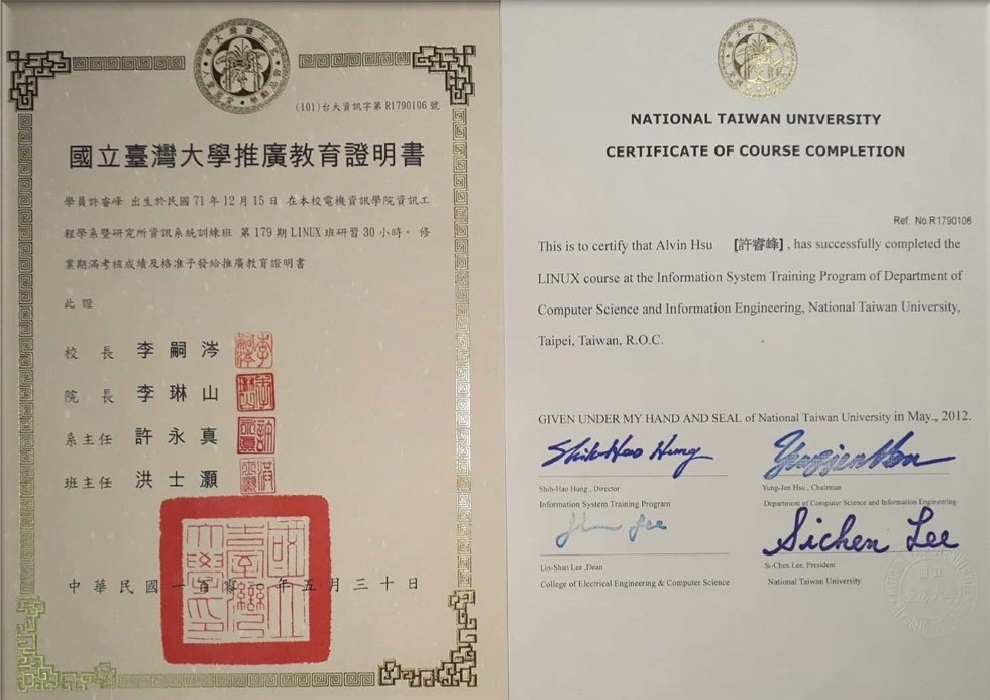 (101)台大資訊字第R1790106號
國立臺灣大學推廣教育證明書
學員許睿峰 出生於民國71年12月15日 在本校電機資訊學院資訊工
程學系暨研究所資訊系統訓練班 第179期LINUX班研習30小時。修
業期滿考核成績及格准予發給推廣教育證明書
此證
校長 李嗣涔
院長 李琳山
系主任 許永真
班主任 洪士灝
中華民國一百零一年五月三十日
NATIONAL TAIWAN UNIVERSITY
CERTIFICATE OF COURSE COMPLETION
Ref. No.R1790106
This is to certify that Alvin Hsu [許睿峰], has successfully completed the
LINUX course at the Information System Training Program of Department of
Computer Science and Information Engineering, National Taiwan University,
Taipei, Taiwan, R.O.C.
GIVEN UNDER MY HAND AND SEAL of National Taiwan University in May., 2012.
Shih-Hao Hung
Shih-Hao Hung , Director
Information System Training Program
Yung-Jen Hsu , Chairman
Department of Computer Science and Information Engineering
Lin-Shan Lee ,Dean
College of Electrical Engineering & Computer Science
Sichen Lee
Si-Chen Lee, President
National Taiwan University